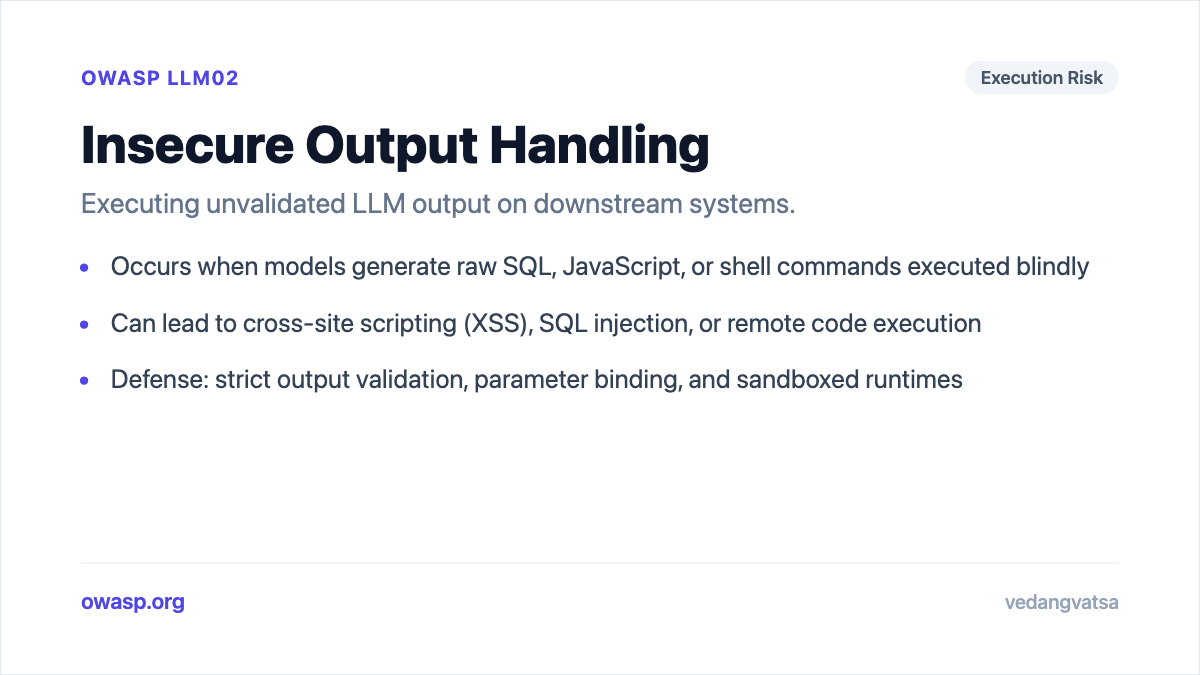 OWASP LLM02
Execution Risk
Insecure Output Handling
Executing unvalidated LLM output on downstream systems.
• Occurs when models generate raw SQL, JavaScript, or shell commands executed blindly
• Can lead to cross-site scripting (XSS), SQL injection, or remote code execution
• Defense: strict output validation, parameter binding, and sandboxed runtimes
owasp.org
vedangvatsa